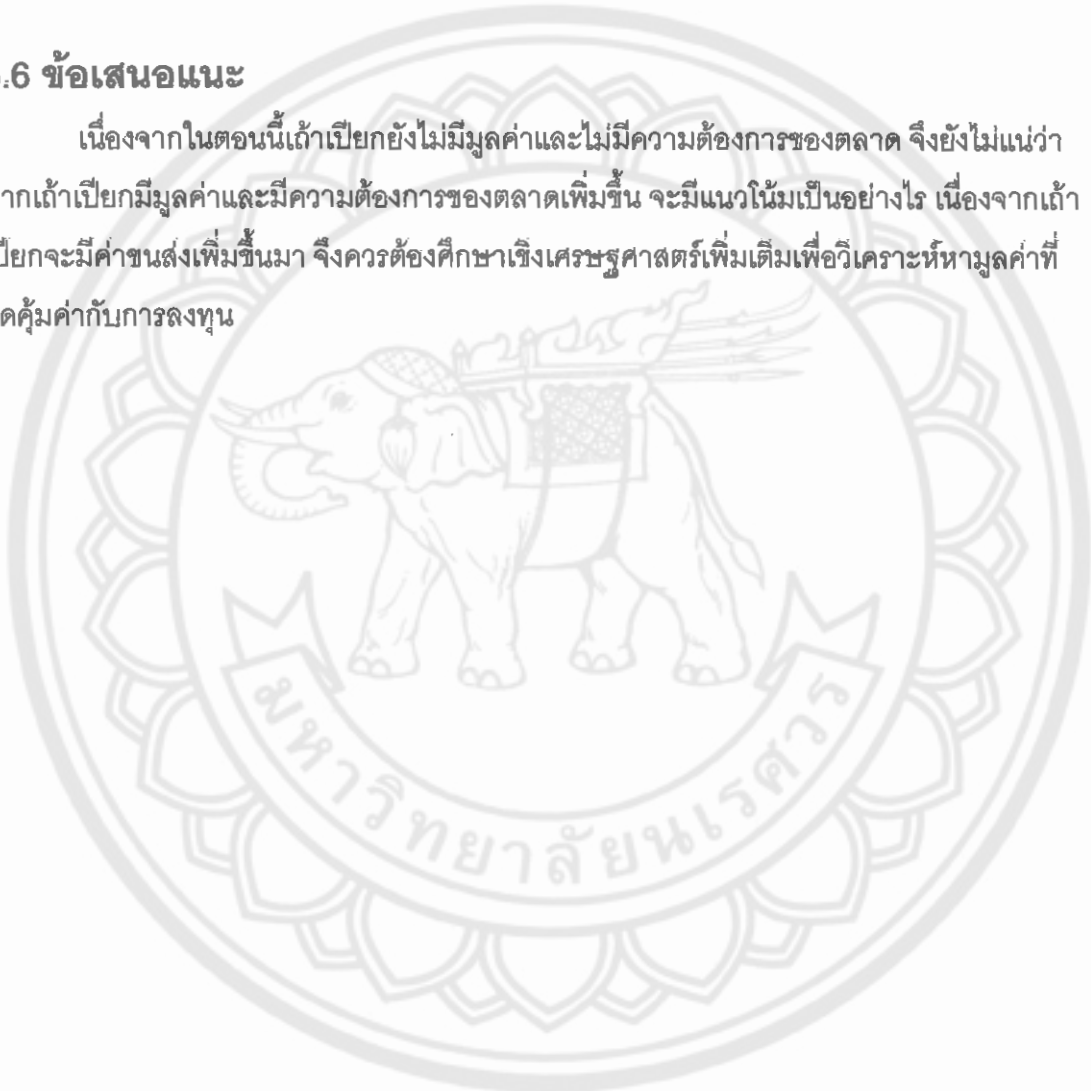 .6 ข้อเสนอแนะ
เนื่องจากในตอนนี้เถ้าเปียกยังไม่มีมูลค่าและไม่มีความต้องการของตลาด จึงยังไม่แน่ว่า
ากเถ้าเปียกมีมูลค่าและมีความต้องการของตลาดเพิ่มขึ้น จะมีแนวโน้มเป็นอย่างไร เนื่องจากเถ้า
ปียกจะมีค่าขนส่งเพิ่มขึ้นมา จึงควรต้องศึกษาเชิงเศรษฐศาสตร์เพิ่มเติมเพื่อวิเคราะห์หามูลค่าที่
ดคุ้มค่ากับการลงทุน
มหาวิทยาลัยนเรศวร